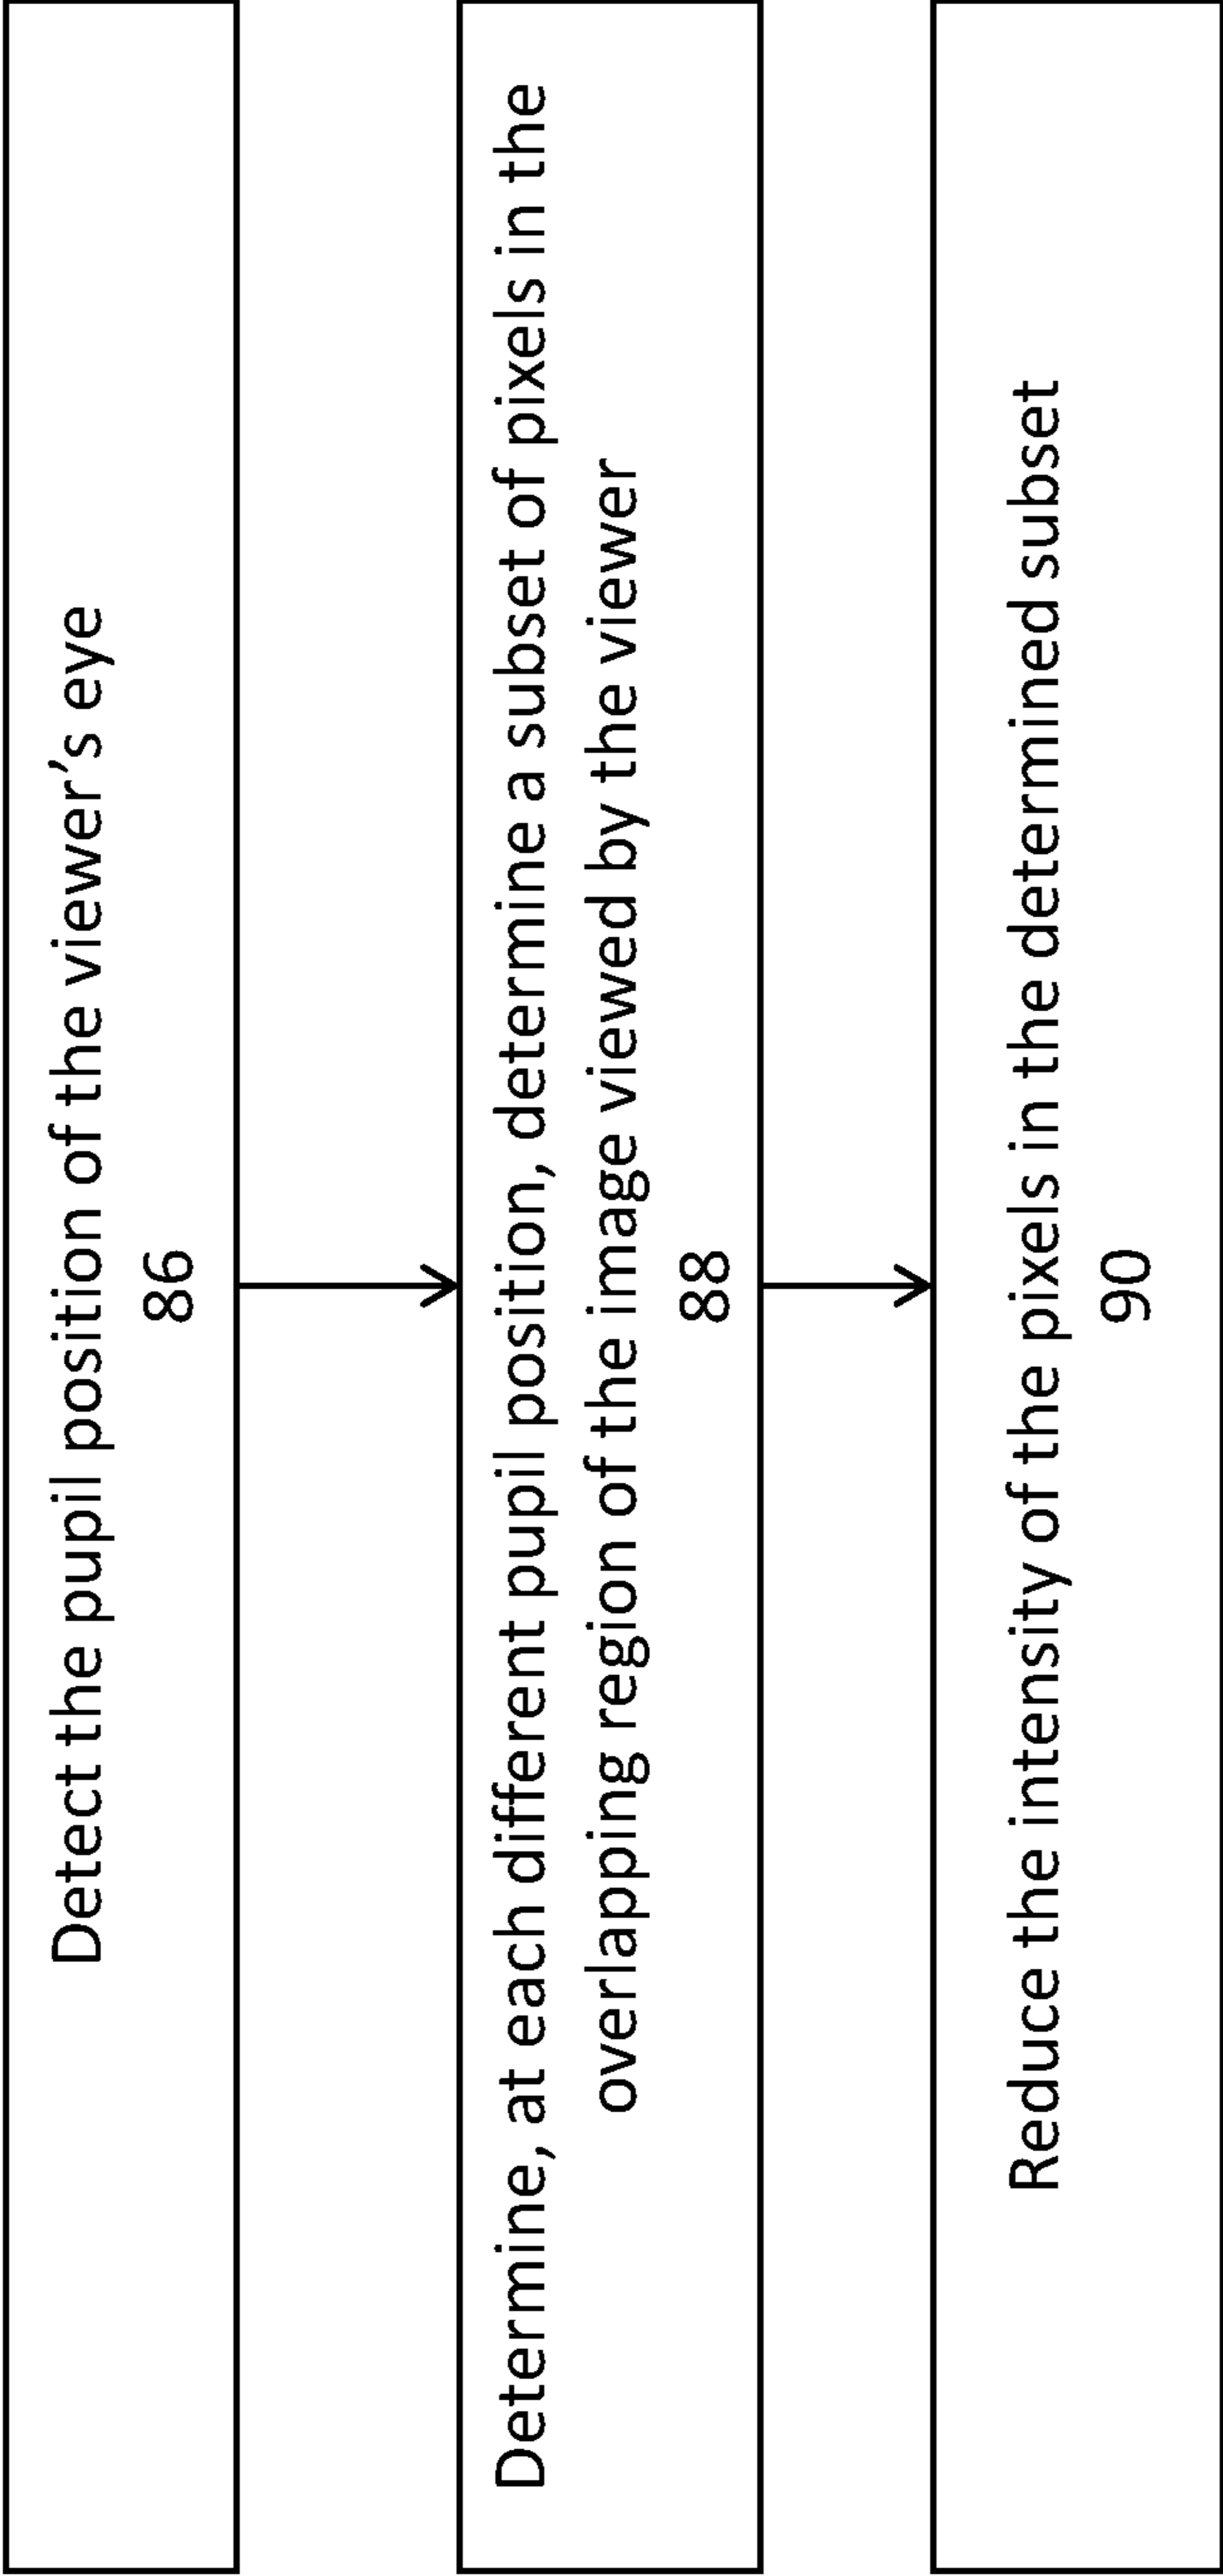 Detect the pupil position of the viewer’s eye
86
Determine, at each different pupil position, determine a subset of pixels in the
overlapping region of the image viewed by the viewer
88
Reduce the intensity of the pixels in the determined subset
90